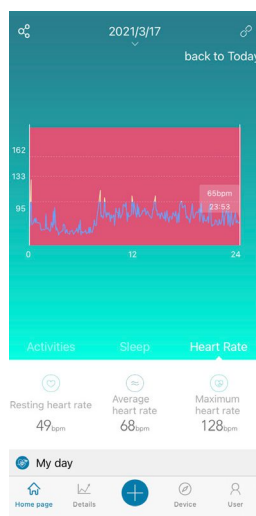 2021/3/17
back to Today
162
133
96
65bpm
23:53
0 12 24
Activities Sleep Heart Rate
Resting heart rate
49bpm
Average
heart rate
68bpm
Maximum
heart rate
128bpm
My day
Home page Details Device User